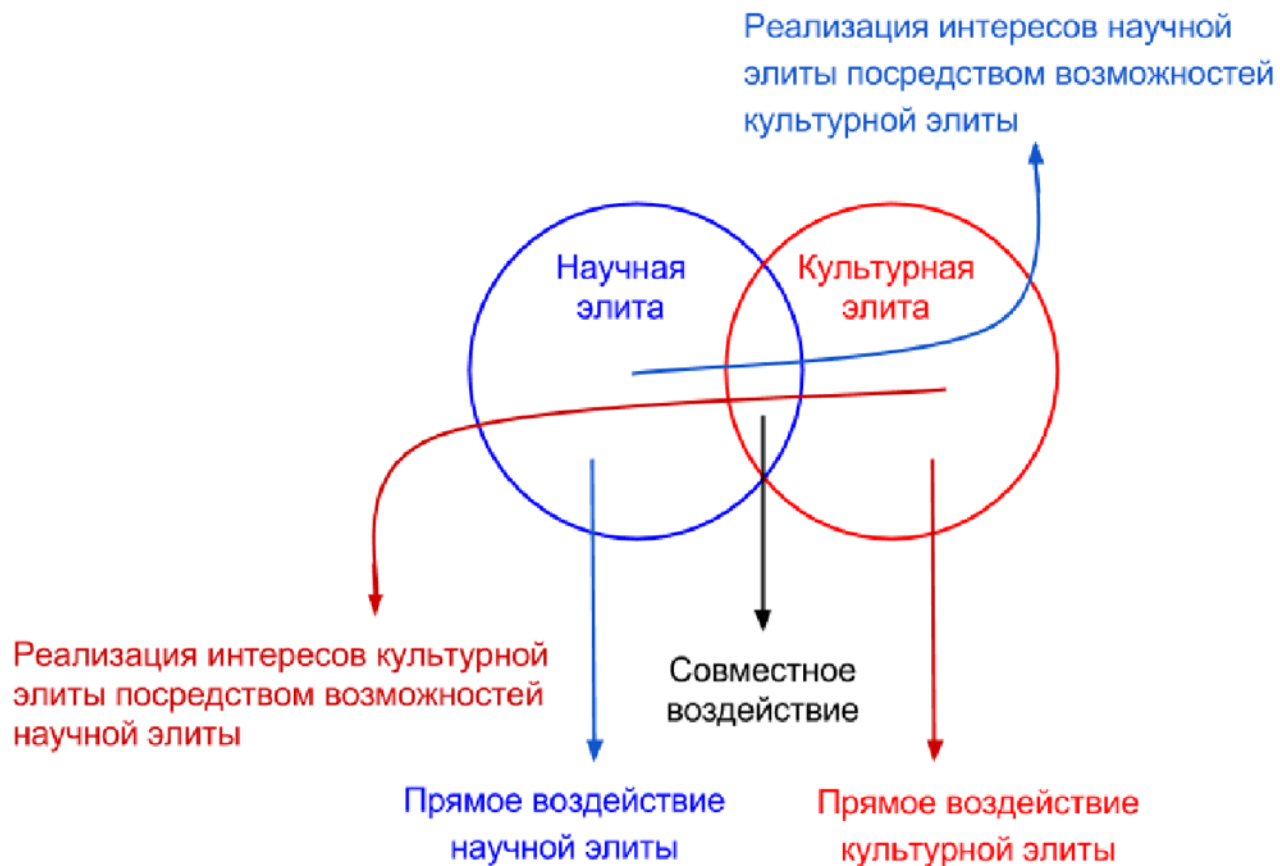 Реализация интересов научной
элиты посредством возможностей
культурной элиты
Научная
элита
Культурная
элита
Реализация интересов культурной
элиты посредством возможностей
научной элиты
Совместное
воздействие
Прямое воздействие
научной элиты
Прямое воздействие
культурной элиты